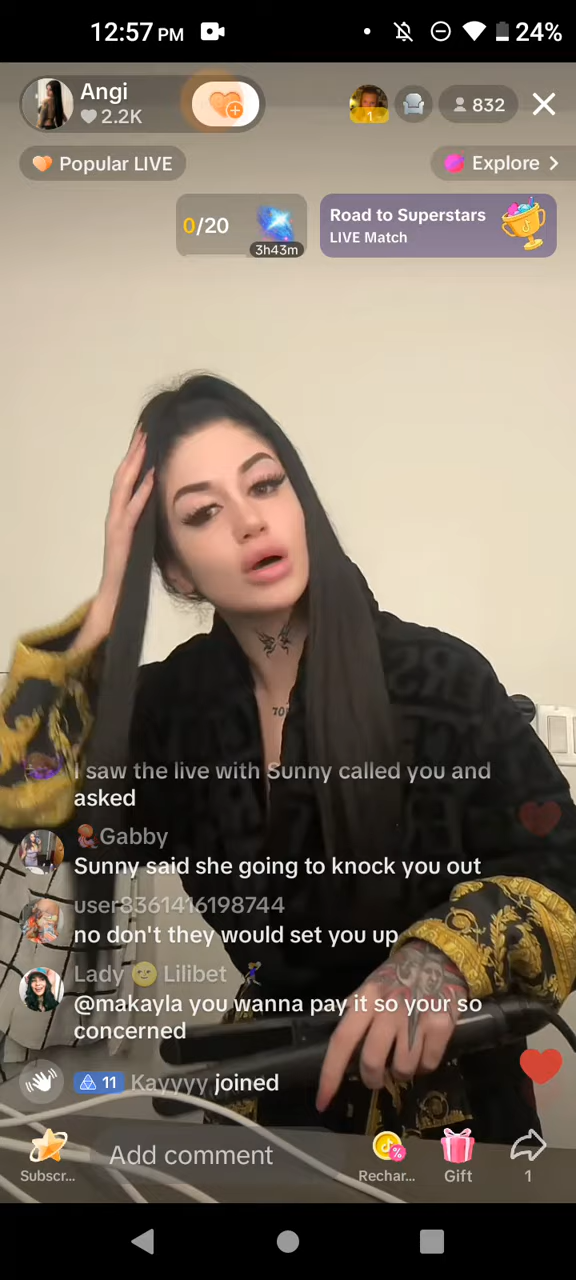 12:57 PM
24%
Angi
2.2K
1
832
Popular LIVE
Explore >
0/20
3h43m
Road to Superstars
LIVE Match
I saw the live with Sunny called you and
asked
Gabby
Sunny said she going to knock you out
user8361416198744
no don't they would set you up
Lady 🌝 Lilibet
@makayla you wanna pay it so your so
concerned
11 Kayyyy joined
Add comment
Subscr...
Rechar...
Gift
1